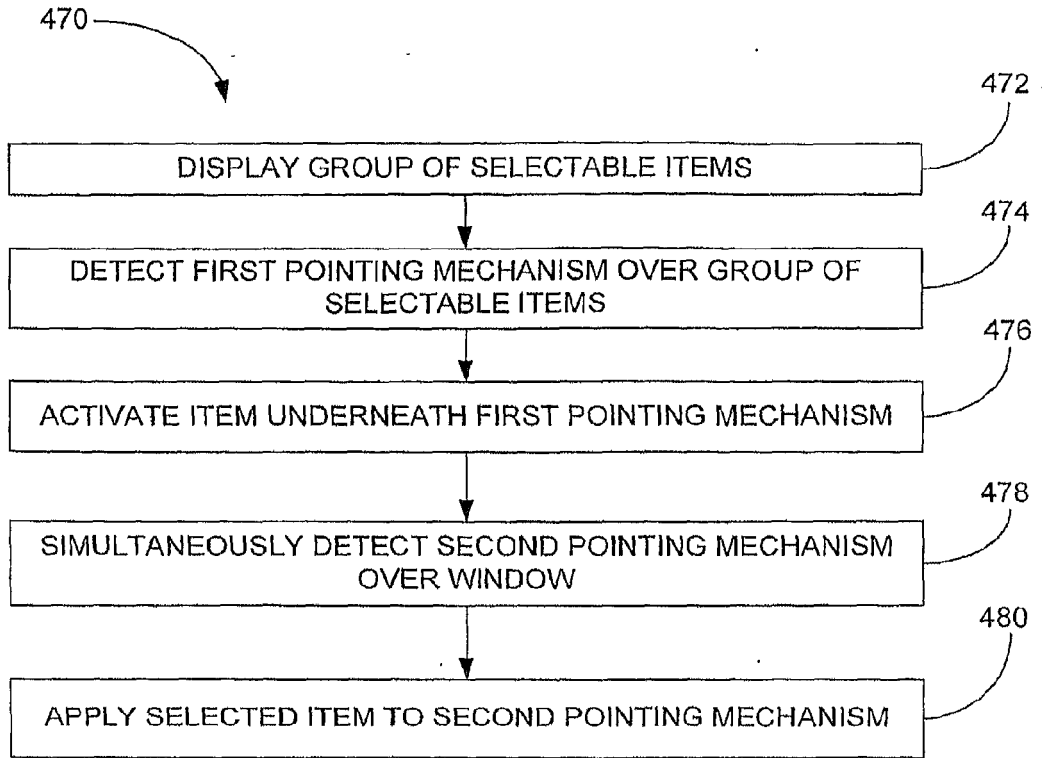 470
472
DISPLAY GROUP OF SELECTABLE ITEMS
474
DETECT FIRST POINTING MECHANISM OVER GROUP OF
SELECTABLE ITEMS
476
ACTIVATE ITEM UNDERNEATH FIRST POINTING MECHANISM
478
SIMULTANEOUSLY DETECT SECOND POINTING MECHANISM
OVER WINDOW
480
APPLY SELECTED ITEM TO SECOND POINTING MECHANISM